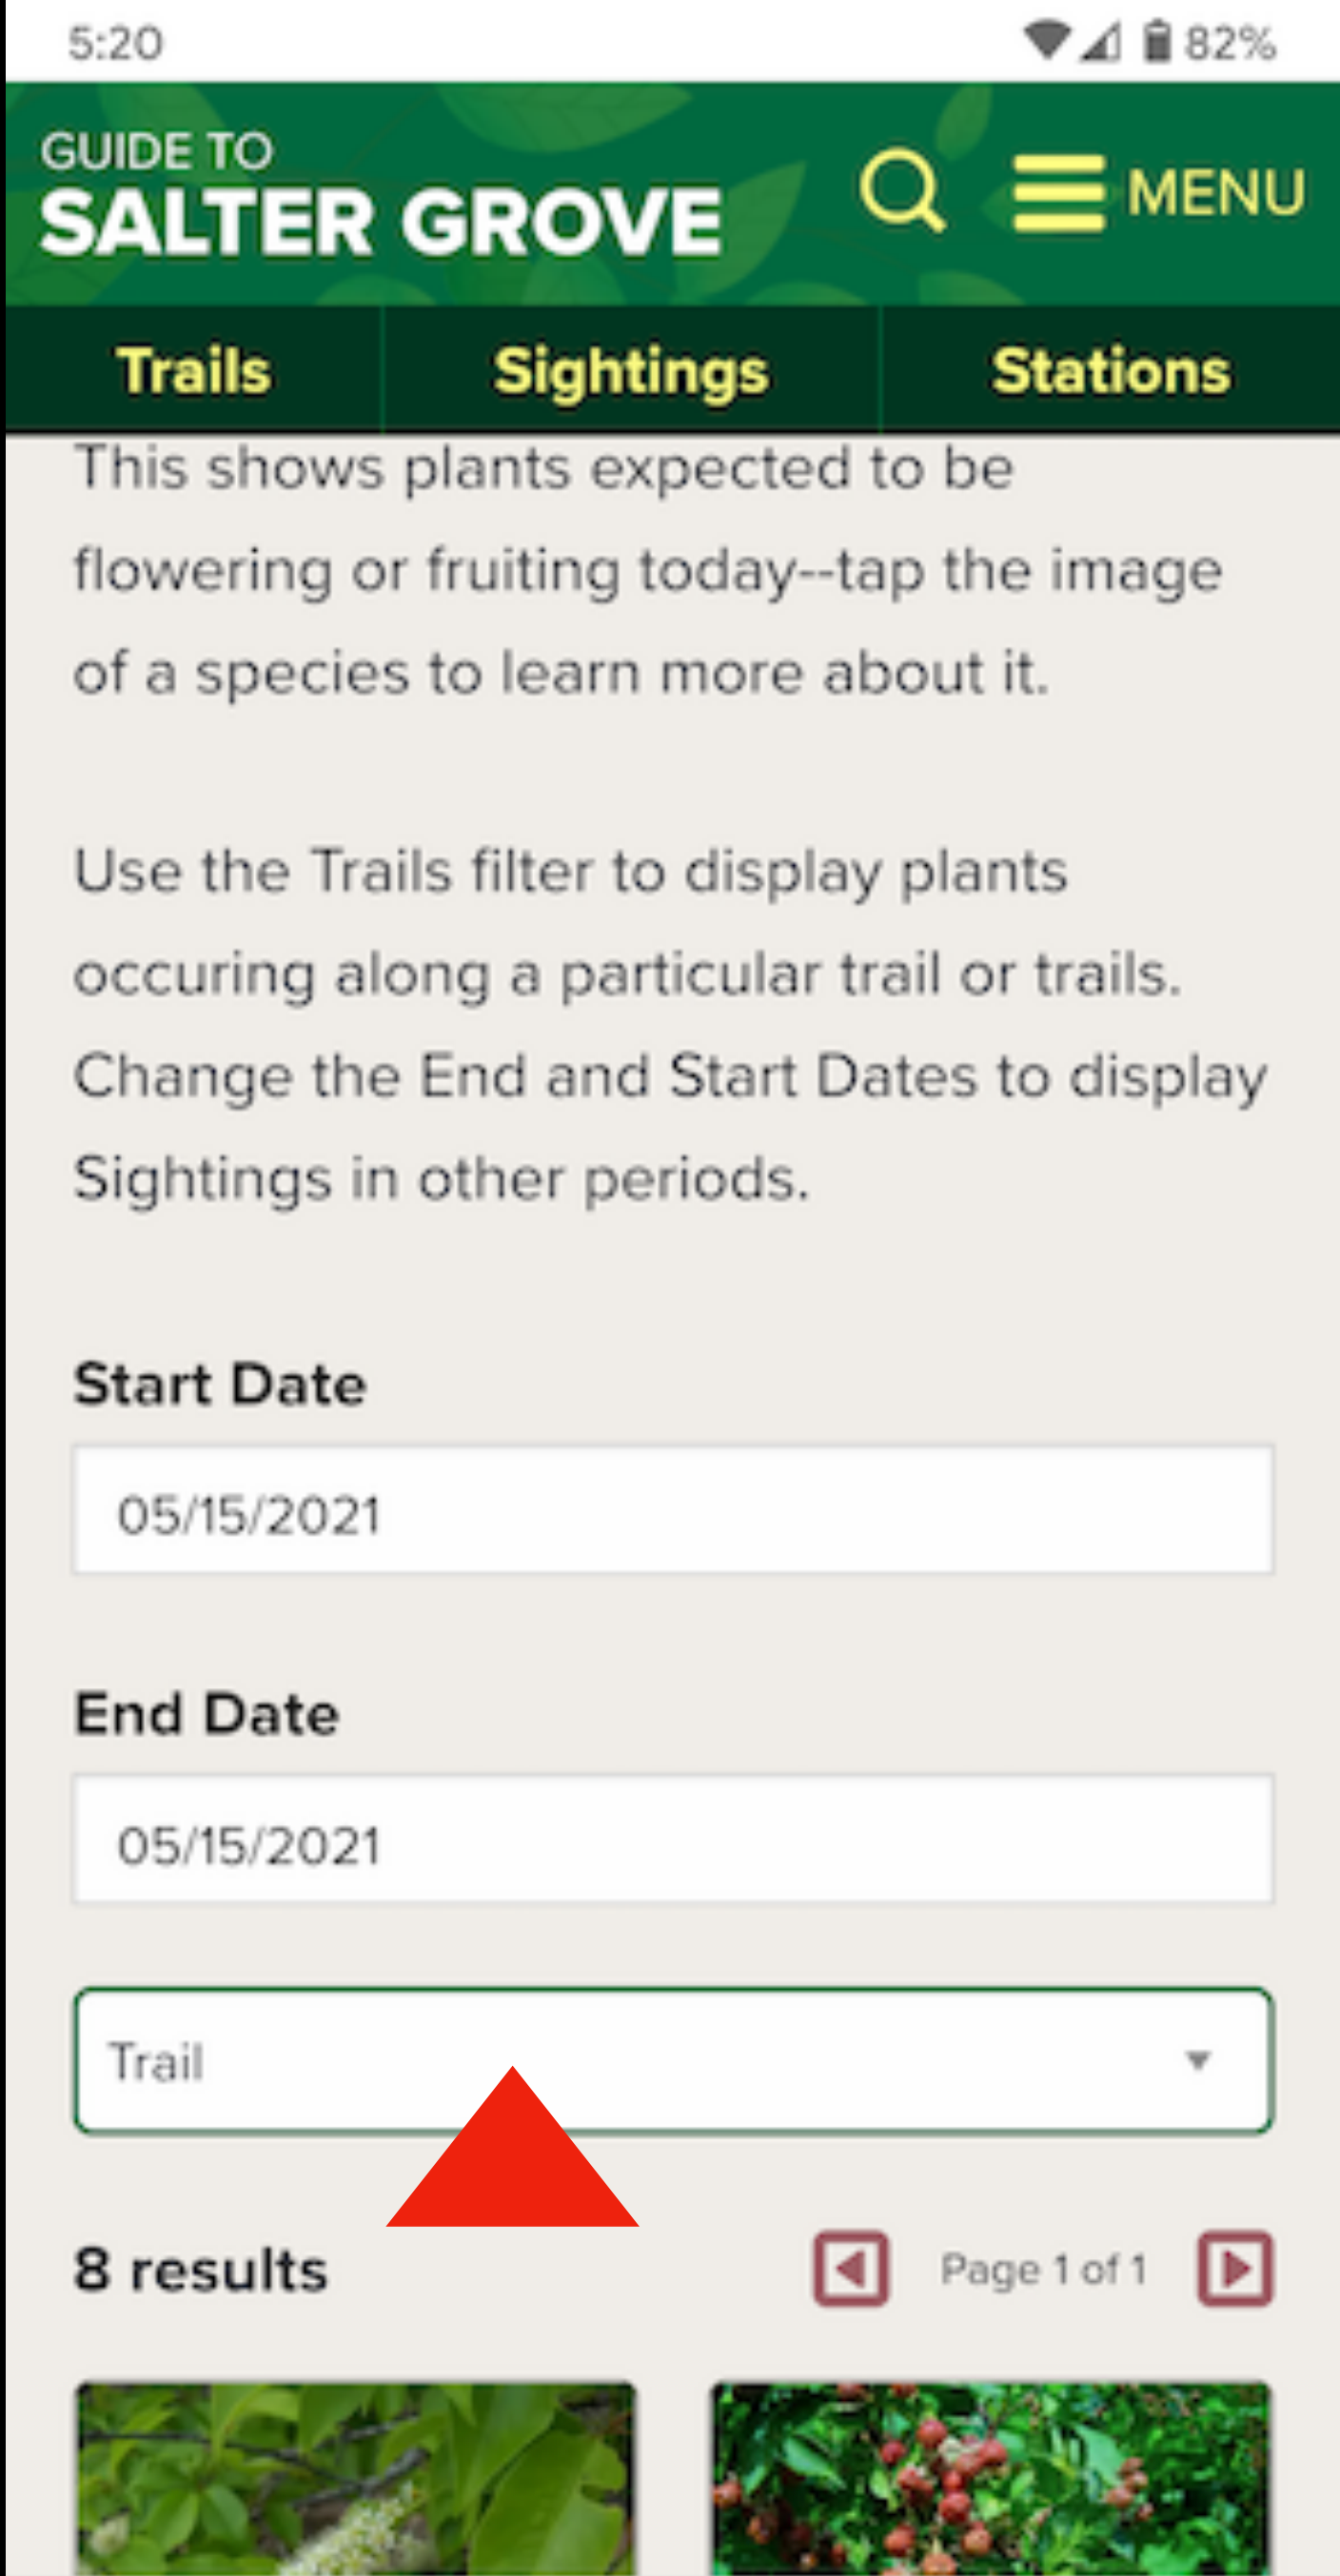 5:20 82%
GUIDE TO
SALTER GROVE
MENU
Trails Sightings Stations
This shows plants expected to be
flowering or fruiting today--tap the image
of a species to learn more about it.
Use the Trails filter to display plants
occuring along a particular trail or trails.
Change the End and Start Dates to display
Sightings in other periods.
Start Date
05/15/2021
End Date
05/15/2021
Trail
8 results Page 1 of 1